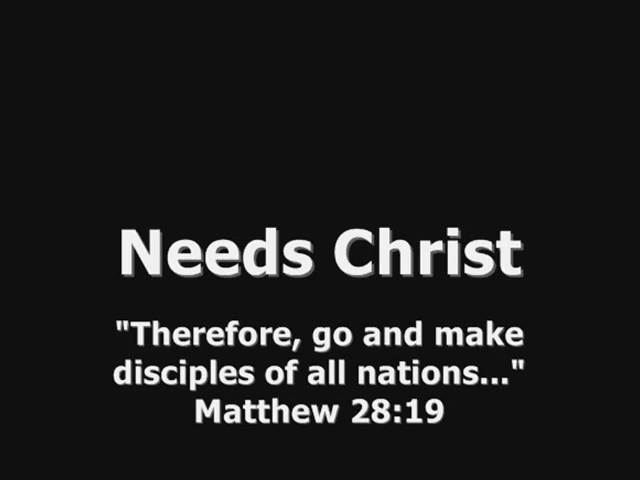 Needs Christ
"Therefore, go and make
disciples of all nations..."
Matthew 28:19